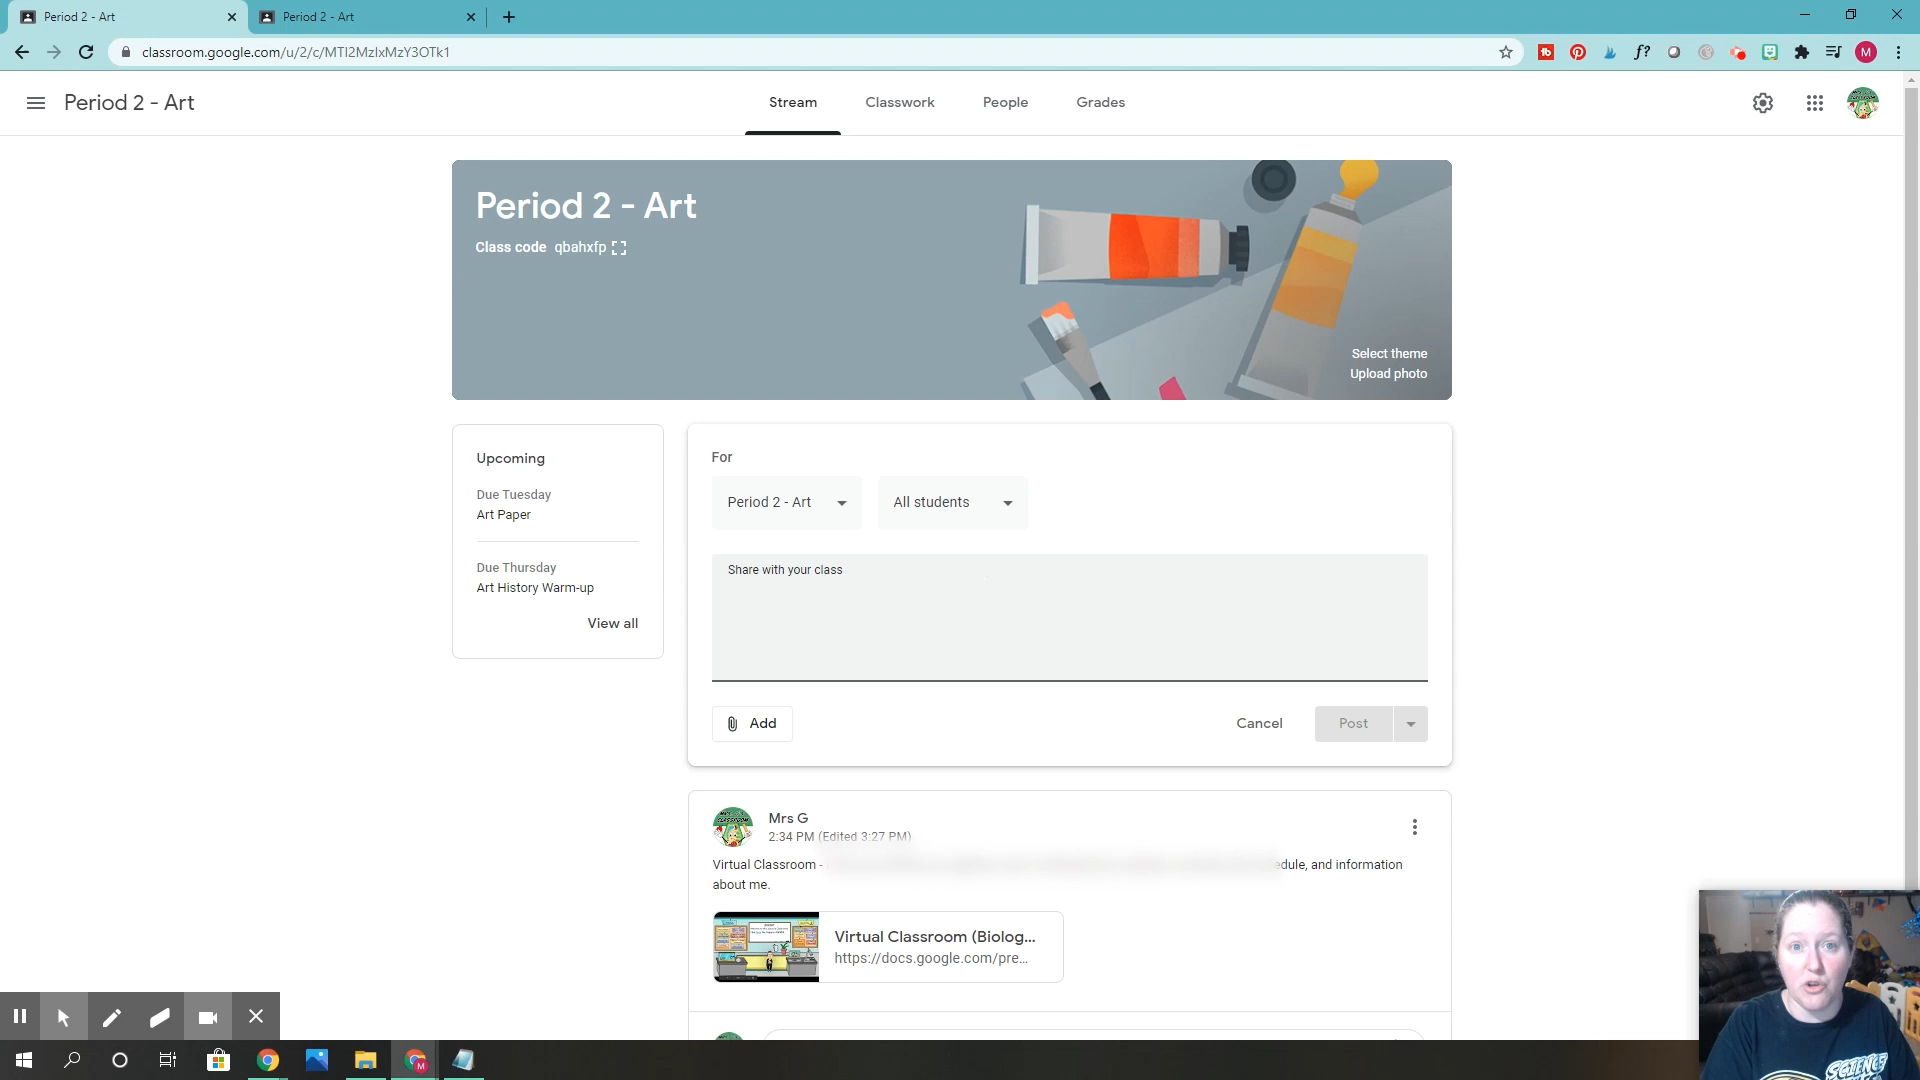 Period 2 - Art
Period 2 - Art
classroom.google.com/u/2/c/MTI2MzIxMzY3OTk1
f?
M
Period 2 - Art
Stream
Classwork
People
Grades
Period 2 - Art
Class code qbahxfp
Select theme
Upload photo
Upcoming
Due Tuesday
Art Paper
Due Thursday
Art History Warm-up
View all
For
Period 2 - Art
All students
Share with your class
Add
Cancel
Post
Mrs G
2:34 PM (Edited 3:27 PM)
Virtual Classroom - edule, and information
about me.
Virtual Classroom (Biolog...
https://docs.google.com/pre...
SCIENCE